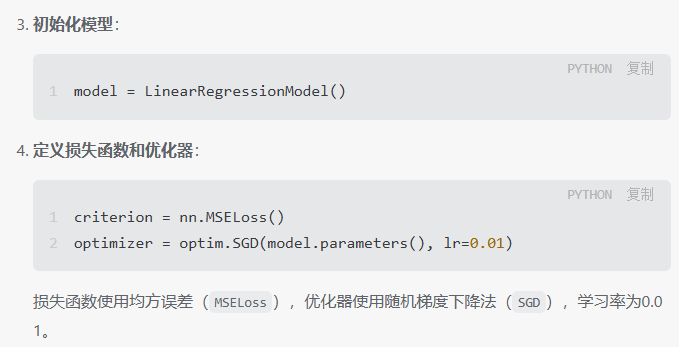 3. 初始化模型：
PYTHON 复制
1 model = LinearRegressionModel()
4. 定义损失函数和优化器：
PYTHON 复制
1 criterion = nn.MSELoss()
2 optimizer = optim.SGD(model.parameters(), lr=0.01)
损失函数使用均方误差（MSELoss），优化器使用随机梯度下降法（SGD），学习率为0.0
1。